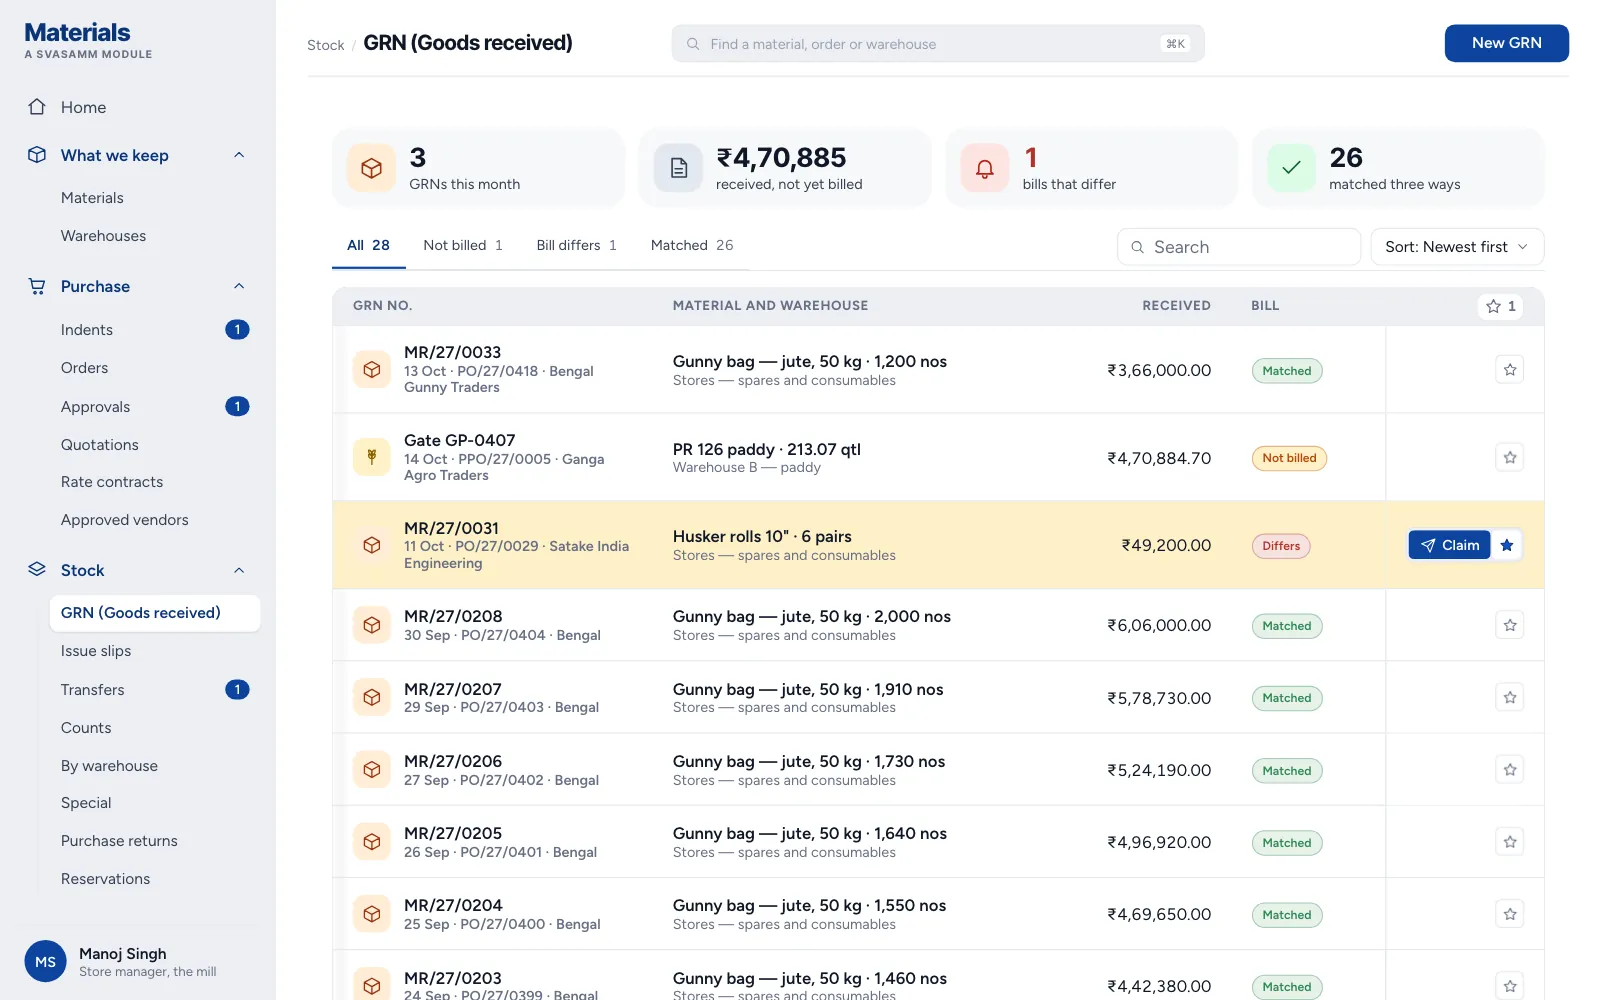 Materials
A SVASAMM MODULE
Home
What we keep
Materials
Warehouses
Purchase
Indents 1
Orders
Approvals 1
Quotations
Rate contracts
Approved vendors
Stock
GRN (Goods received)
Issue slips
Transfers 1
Counts
By warehouse
Special
Purchase returns
Reservations
MS
Manoj Singh
Store manager, the mill
Stock / GRN (Goods received)
Find a material, order or warehouse ⌘K
New GRN
3
GRNs this month
₹4,70,885
received, not yet billed
1
bills that differ
26
matched three ways
All 28 Not billed 1 Bill differs 1 Matched 26
Search
Sort: Newest first
GRN NO. MATERIAL AND WAREHOUSE RECEIVED BILL 1
MR/27/0033
13 Oct · PO/27/0418 · Bengal
Gunny Traders
Gunny bag — jute, 50 kg · 1,200 nos
Stores — spares and consumables
₹3,66,000.00
Matched
Gate GP-0407
14 Oct · PPO/27/0005 · Ganga
Agro Traders
PR 126 paddy · 213.07 qtl
Warehouse B — paddy
₹4,70,884.70
Not billed
MR/27/0031
11 Oct · PO/27/0029 · Satake India
Engineering
Husker rolls 10" · 6 pairs
Stores — spares and consumables
₹49,200.00
Differs
Claim
MR/27/0208
30 Sep · PO/27/0404 · Bengal
Gunny bag — jute, 50 kg · 2,000 nos
Stores — spares and consumables
₹6,06,000.00
Matched
MR/27/0207
29 Sep · PO/27/0403 · Bengal
Gunny bag — jute, 50 kg · 1,910 nos
Stores — spares and consumables
₹5,78,730.00
Matched
MR/27/0206
27 Sep · PO/27/0402 · Bengal
Gunny bag — jute, 50 kg · 1,730 nos
Stores — spares and consumables
₹5,24,190.00
Matched
MR/27/0205
26 Sep · PO/27/0401 · Bengal
Gunny bag — jute, 50 kg · 1,640 nos
Stores — spares and consumables
₹4,96,920.00
Matched
MR/27/0204
25 Sep · PO/27/0400 · Bengal
Gunny bag — jute, 50 kg · 1,550 nos
Stores — spares and consumables
₹4,69,650.00
Matched
MR/27/0203
24 Sep · PO/27/0399 · Bengal
Gunny bag — jute, 50 kg · 1,460 nos
Stores — spares and consumables
₹4,42,380.00
Matched